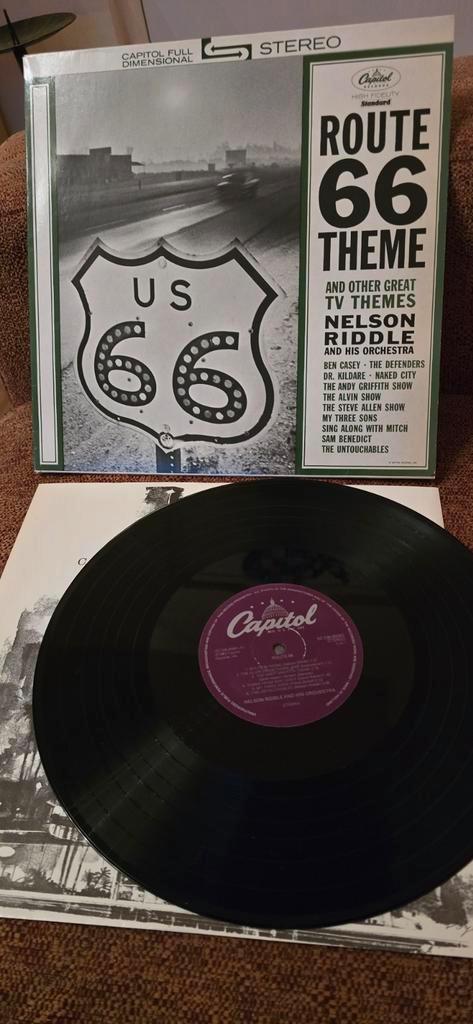 CAPITOL FULL
DIMENSIONAL
STEREO
Capitol
RECORDS
HIGH FIDELITY
Standard
ROUTE
66
THEME
AND OTHER GREAT
TV THEMES
NELSON
RIDDLE
AND HIS ORCHESTRA
BEN CASEY · THE DEFENDERS
DR. KILDARE · NAKED CITY
THE ANDY GRIFFITH SHOW
THE ALVIN SHOW
THE STEVE ALLEN SHOW
MY THREE SONS
SING ALONG WITH MITCH
SAM BENEDICT
THE UNTOUCHABLES
US
66
Capitol
NELSON RIDDLE AND HIS ORCHESTRA